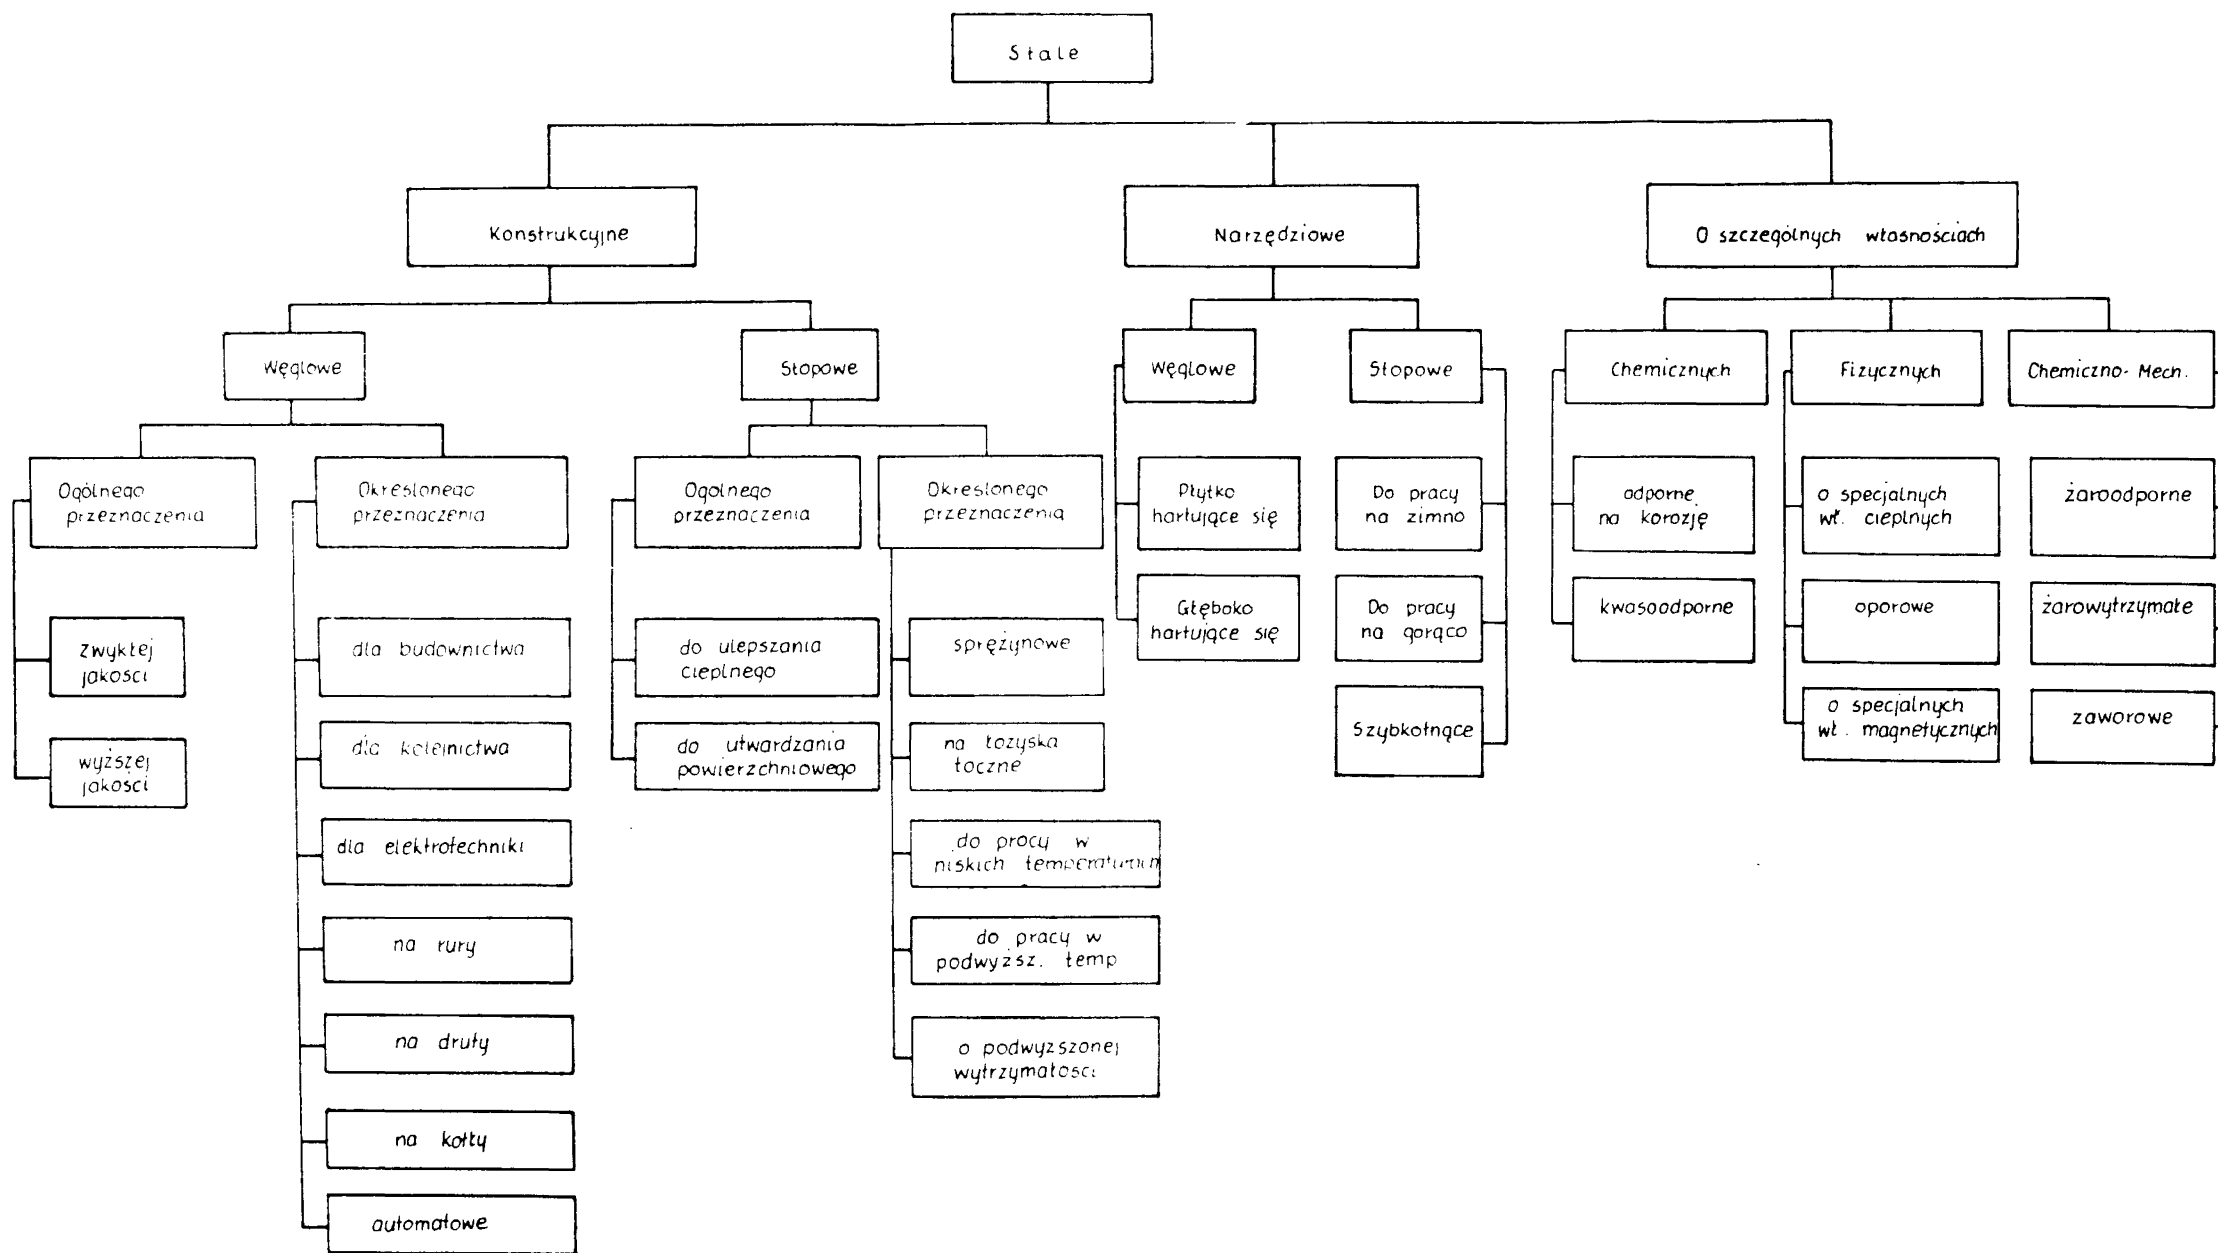 Stale
Konstrukcyjne
Narzędziowe
O szczególnych własnościach
Węglowe
Stopowe
Węglowe
Stopowe
Chemicznych
Fizycznych
Chemiczno-Mech.
Ogólnego
przeznaczenia
Określonego
przeznaczenia
Ogolnego
przeznaczenia
Okreslonego
przeznaczenia
Płytko
hartujące się
Do pracy
na zimno
odporne
na korozję
o specjalnych
wł. cieplnych
żaroodporne
Głęboko
hartujące się
Do pracy
na gorąco
kwasoodporne
oporowe
żarowytrzymałe
zwykłej
jakości
dla budownictwa
do ulepszania
cieplnego
sprężynowe
Szybkotnące
o specjalnych
wł. magnetycznych
zaworowe
wyższej
jakości
dla kolejnictwa
do utwardzania
powierzchniowego
na łożyska
toczne
dla elektrotechniki
do pracy w
niskich temperaturach
na rury
do pracy w
podwyższ. temp
na druty
o podwyzszonej
wytrzymałosci
na kotły
automatowe